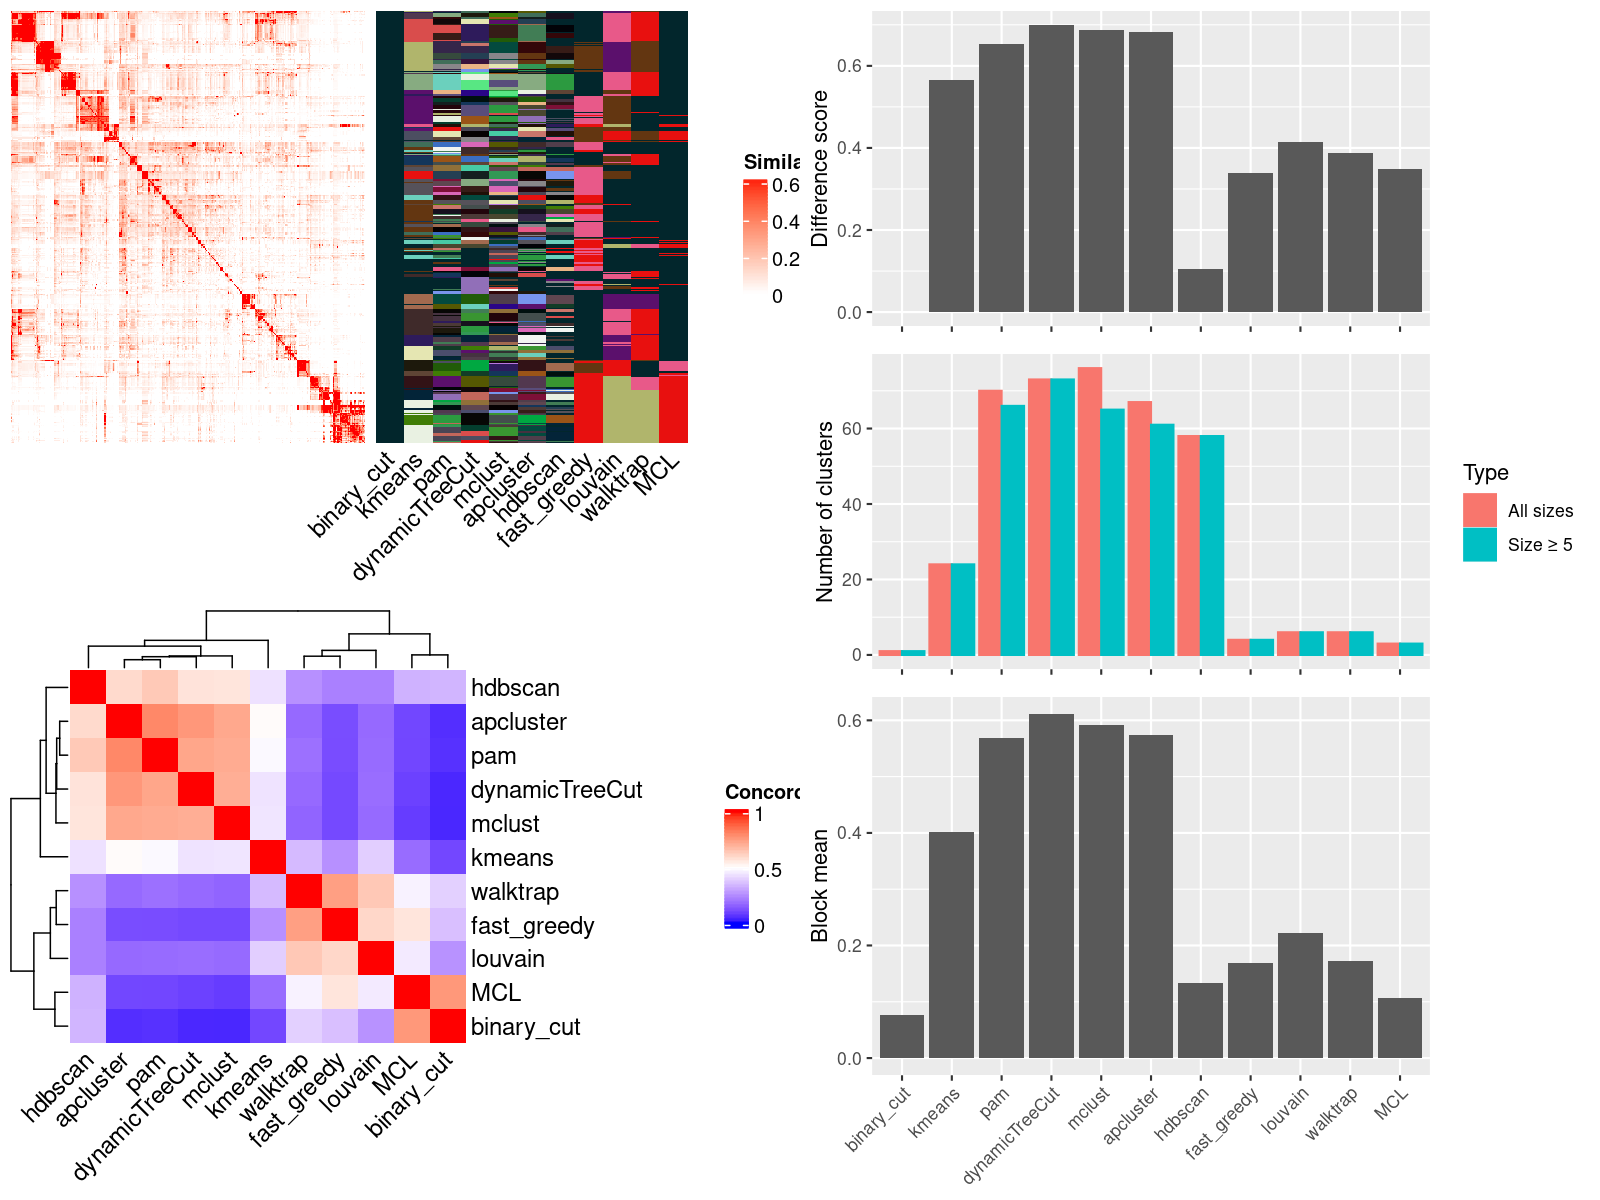 Simila
0.6
0.4
0.2
0
binary_cut
kmeans
pam
dynamicTreeCut
mclust
apcluster
hdbscan
fast_greedy
louvain
walktrap
MCL
hdbscan
apcluster
pam
dynamicTreeCut
mclust
kmeans
walktrap
fast_greedy
louvain
MCL
binary_cut
hdbscan
apcluster
pam
dynamicTreeCut
mclust
kmeans
walktrap
fast_greedy
louvain
MCL
binary_cut
Concord
1
0.5
0
Difference score
0.6
0.4
0.2
0.0
Number of clusters
60
40
20
0
Type
All sizes
Size ≥ 5
Block mean
0.6
0.4
0.2
0.0
binary_cut
kmeans
pam
dynamicTreeCut
mclust
apcluster
hdbscan
fast_greedy
louvain
walktrap
MCL